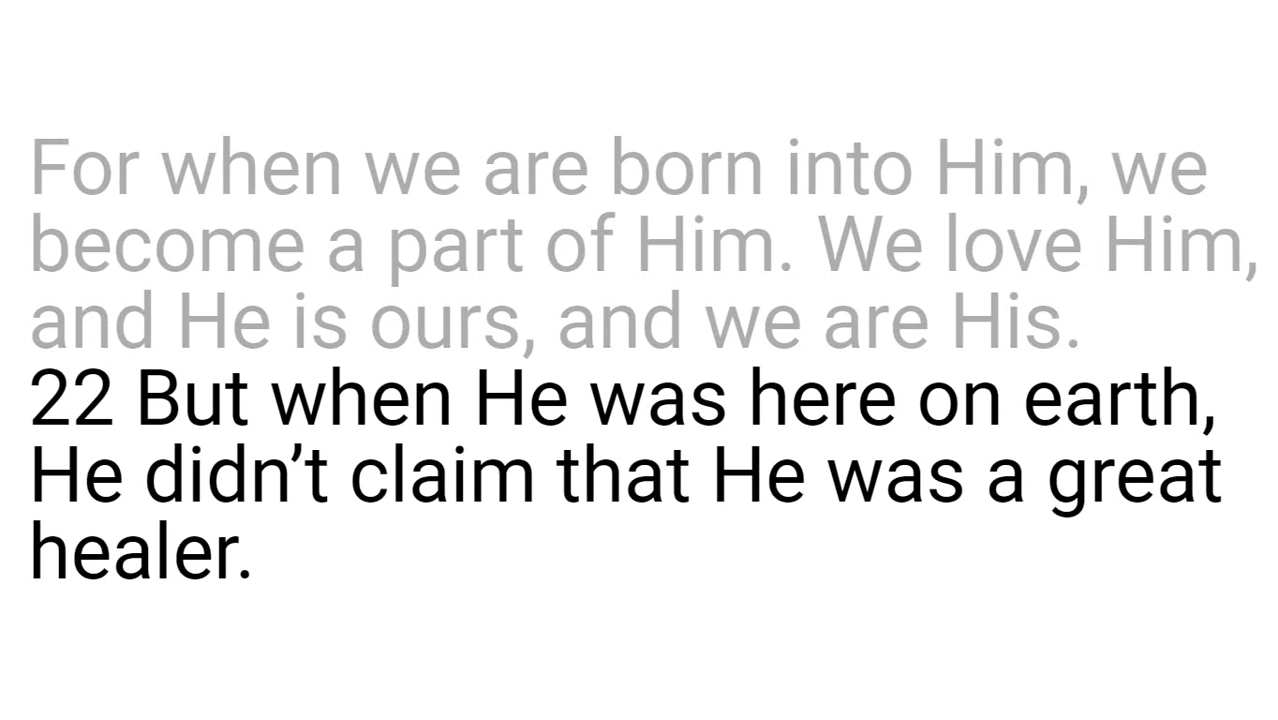 For when we are born into Him, we
become a part of Him. We love Him,
and He is ours, and we are His.
22 But when He was here on earth,
He didn’t claim that He was a great
healer.